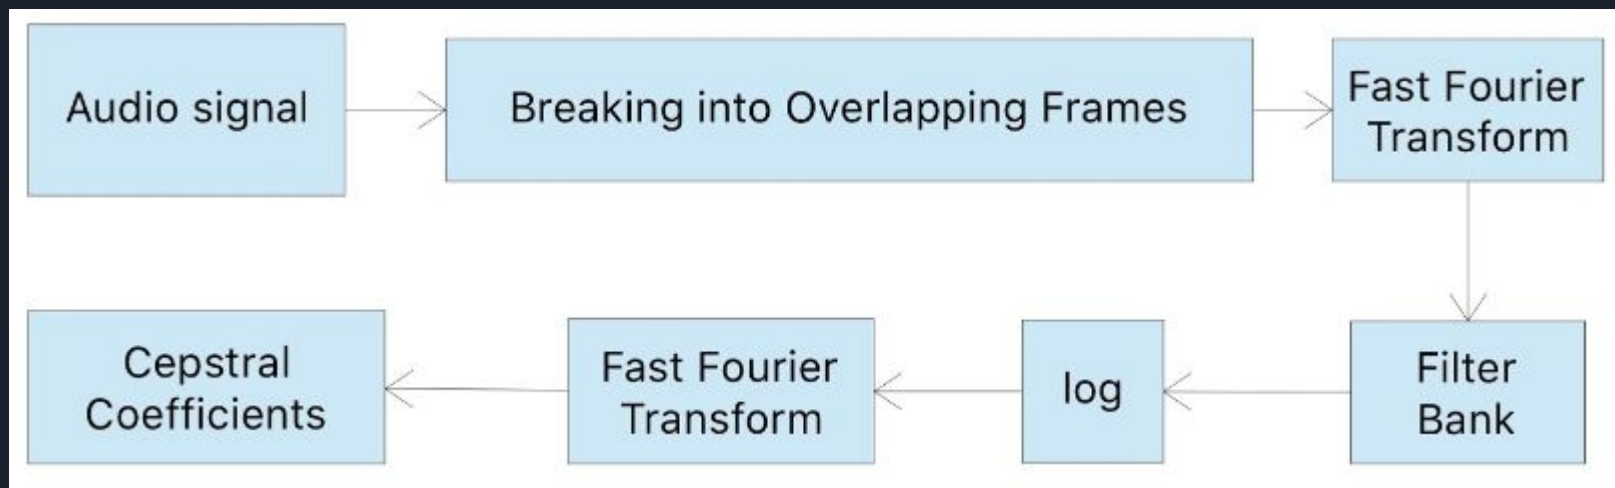 Audio signal
Breaking into Overlapping Frames
Fast Fourier
Transform
Filter
Bank
log
Fast Fourier
Transform
Cepstral
Coefficients